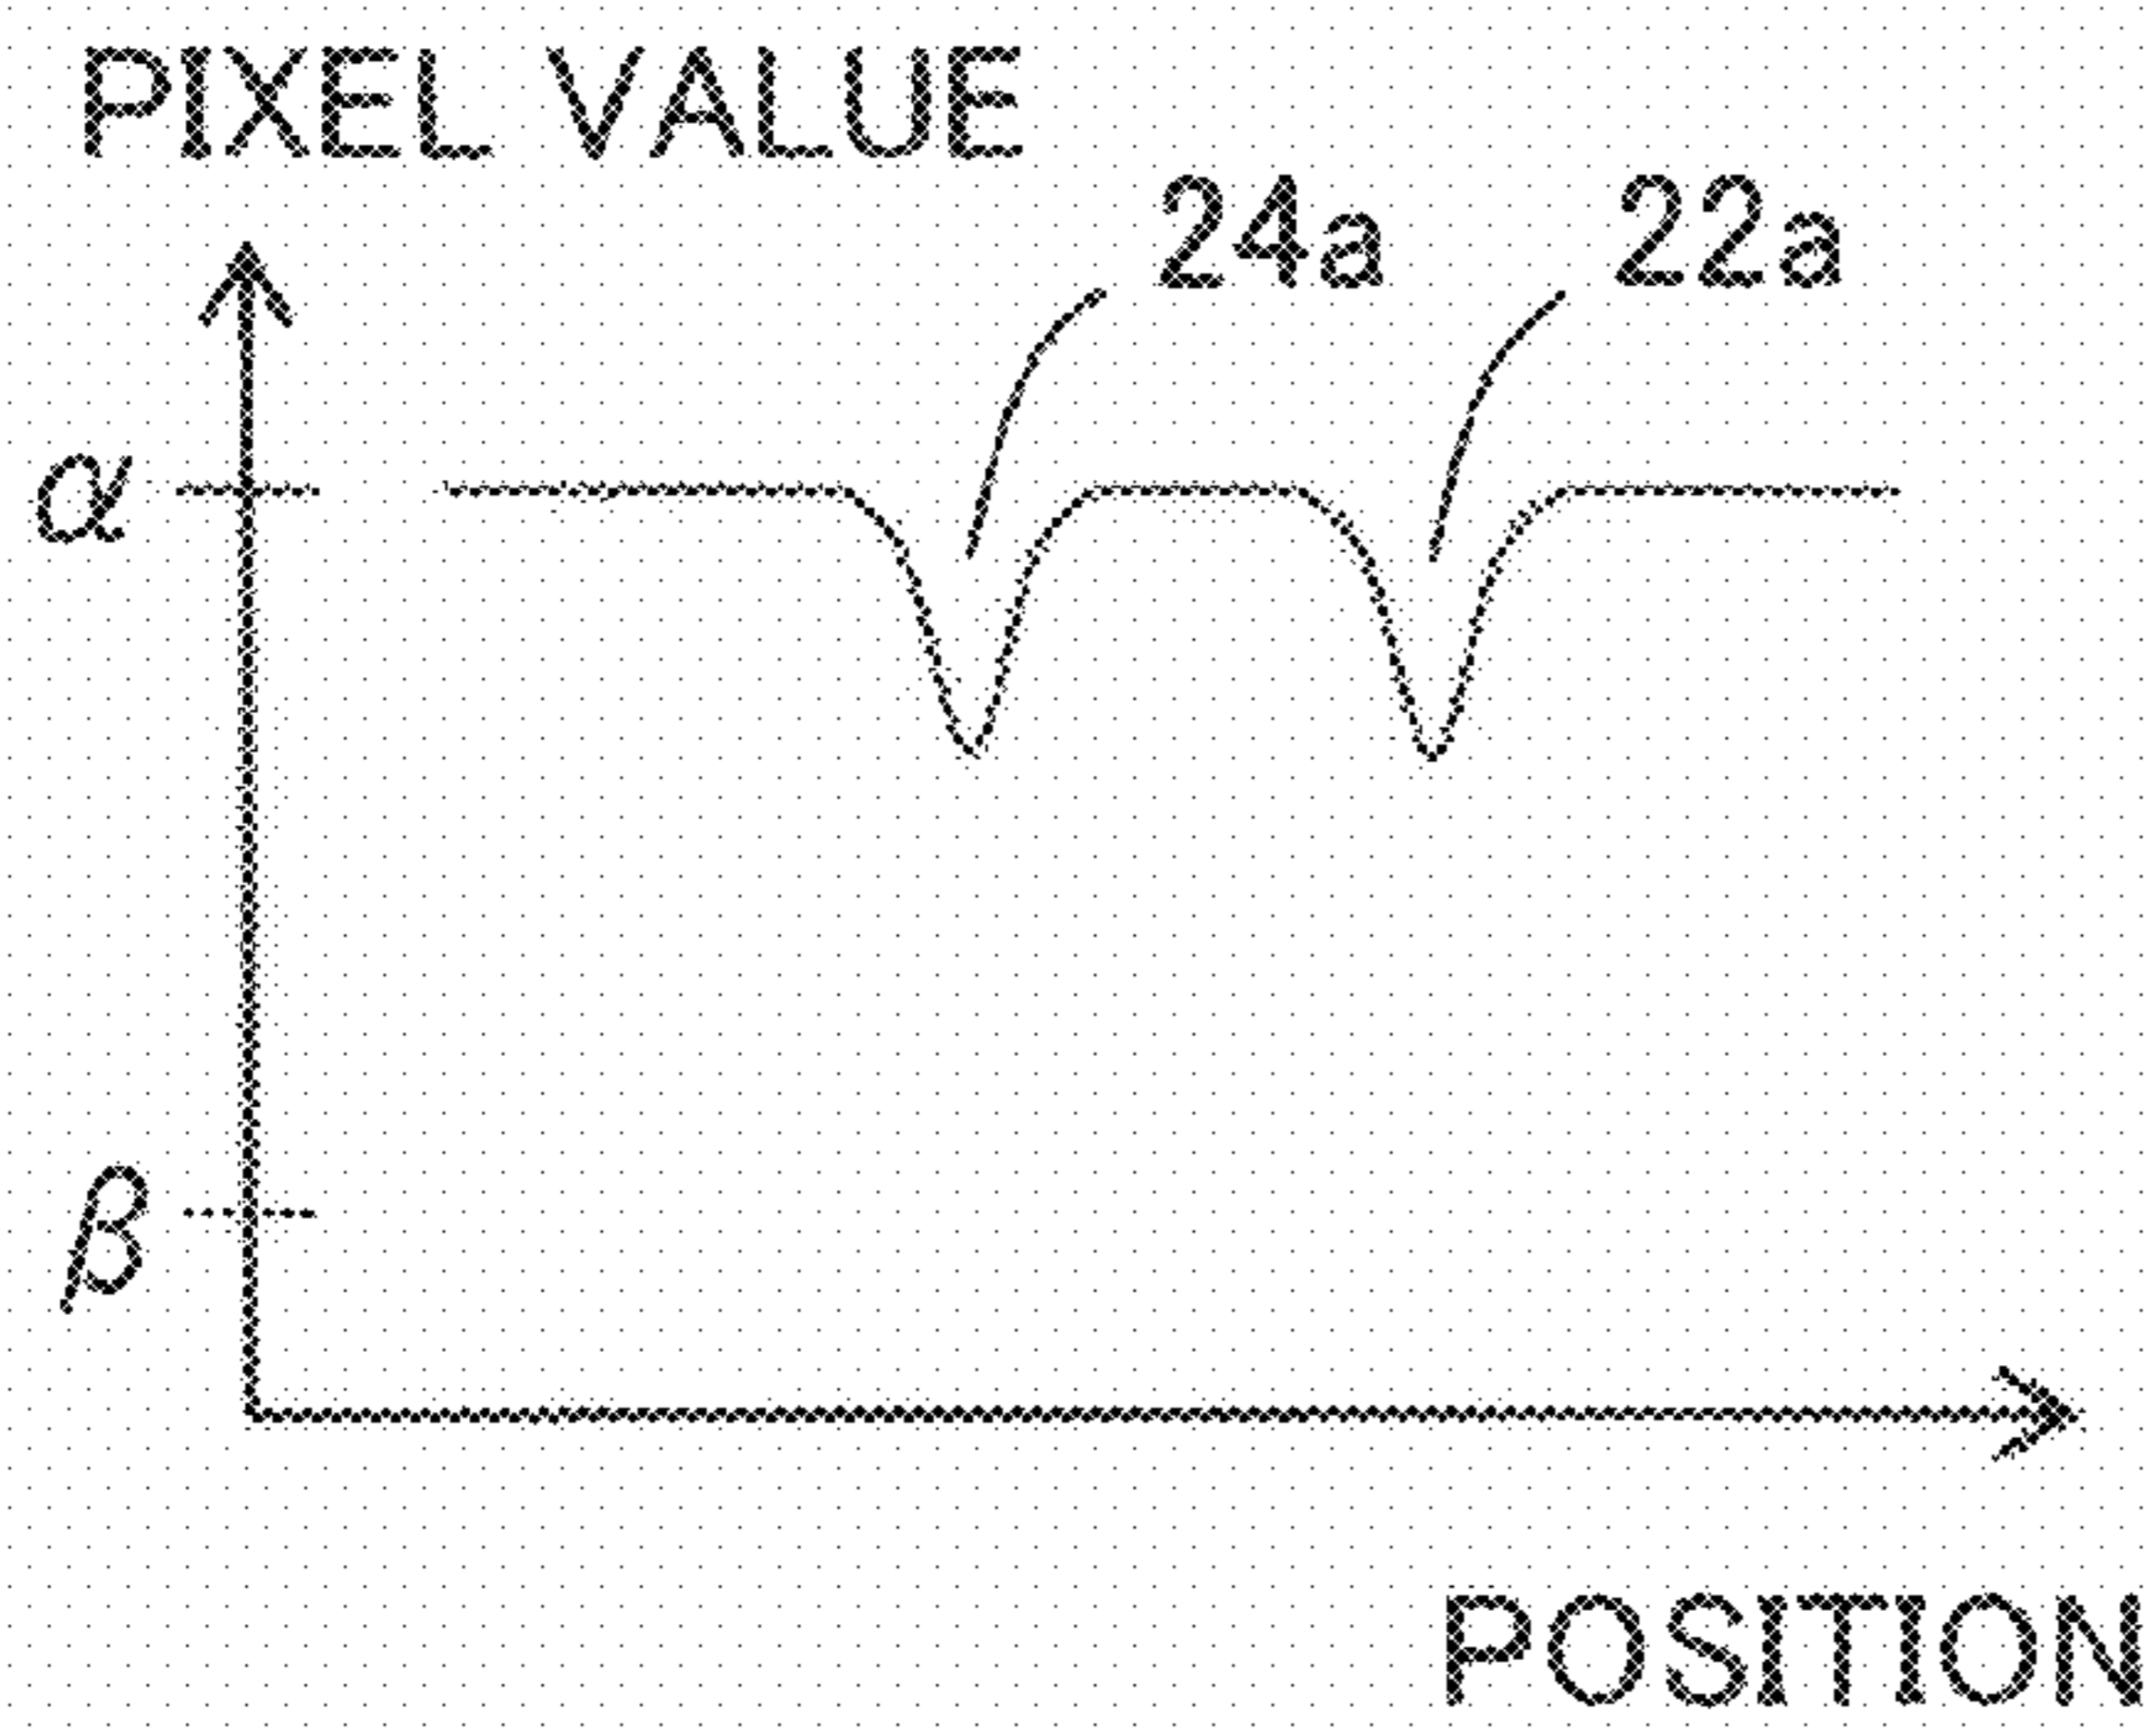 PIXEL VALUE
24a 22a
α
β
POSITION